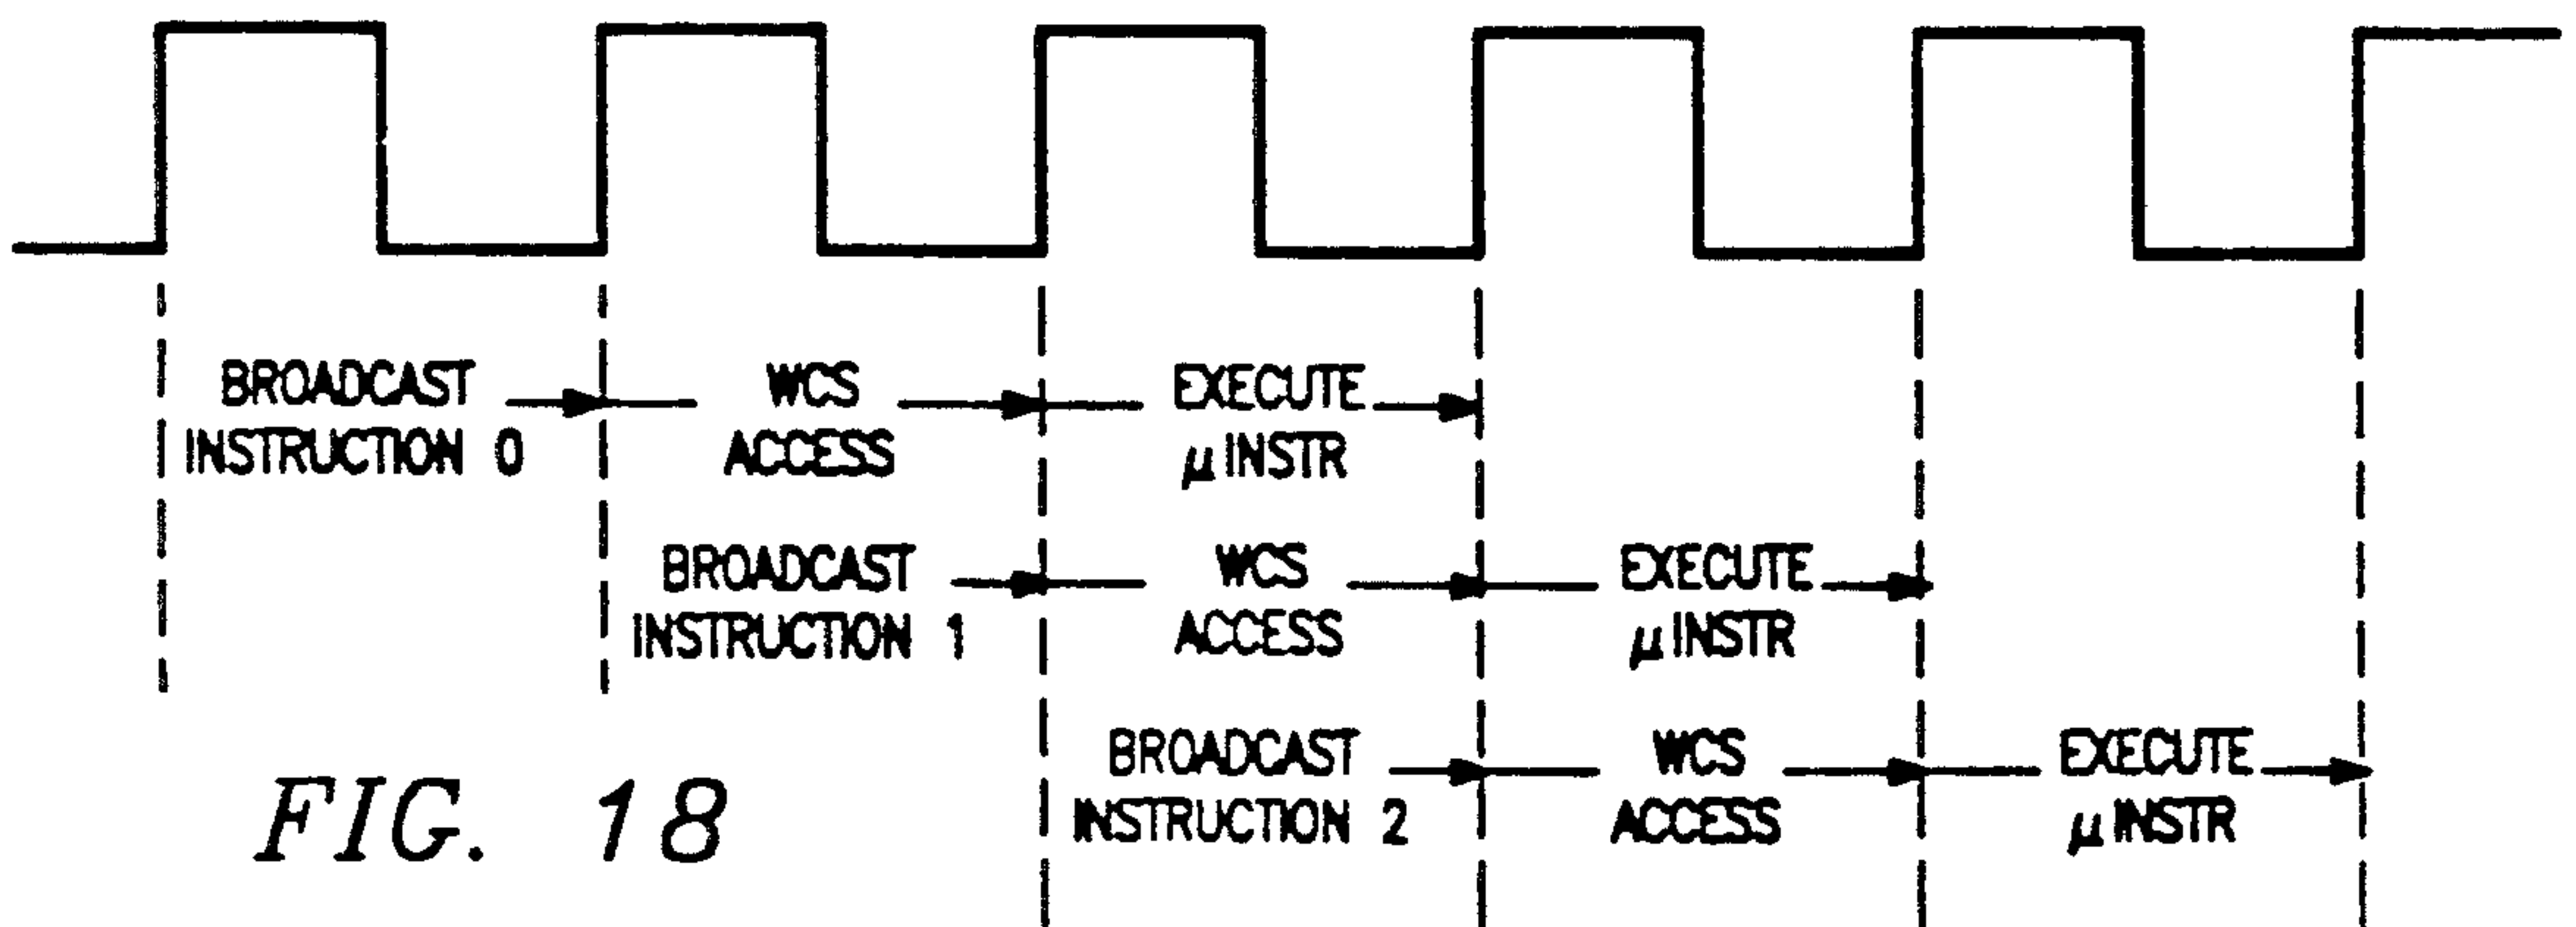 BROADCAST
INSTRUCTION 0
WCS
ACCESS
EXECUTE
μ INSTR
BROADCAST
INSTRUCTION 1
WCS
ACCESS
EXECUTE
μ INSTR
BROADCAST
INSTRUCTION 2
WCS
ACCESS
EXECUTE
μ INSTR
FIG. 18